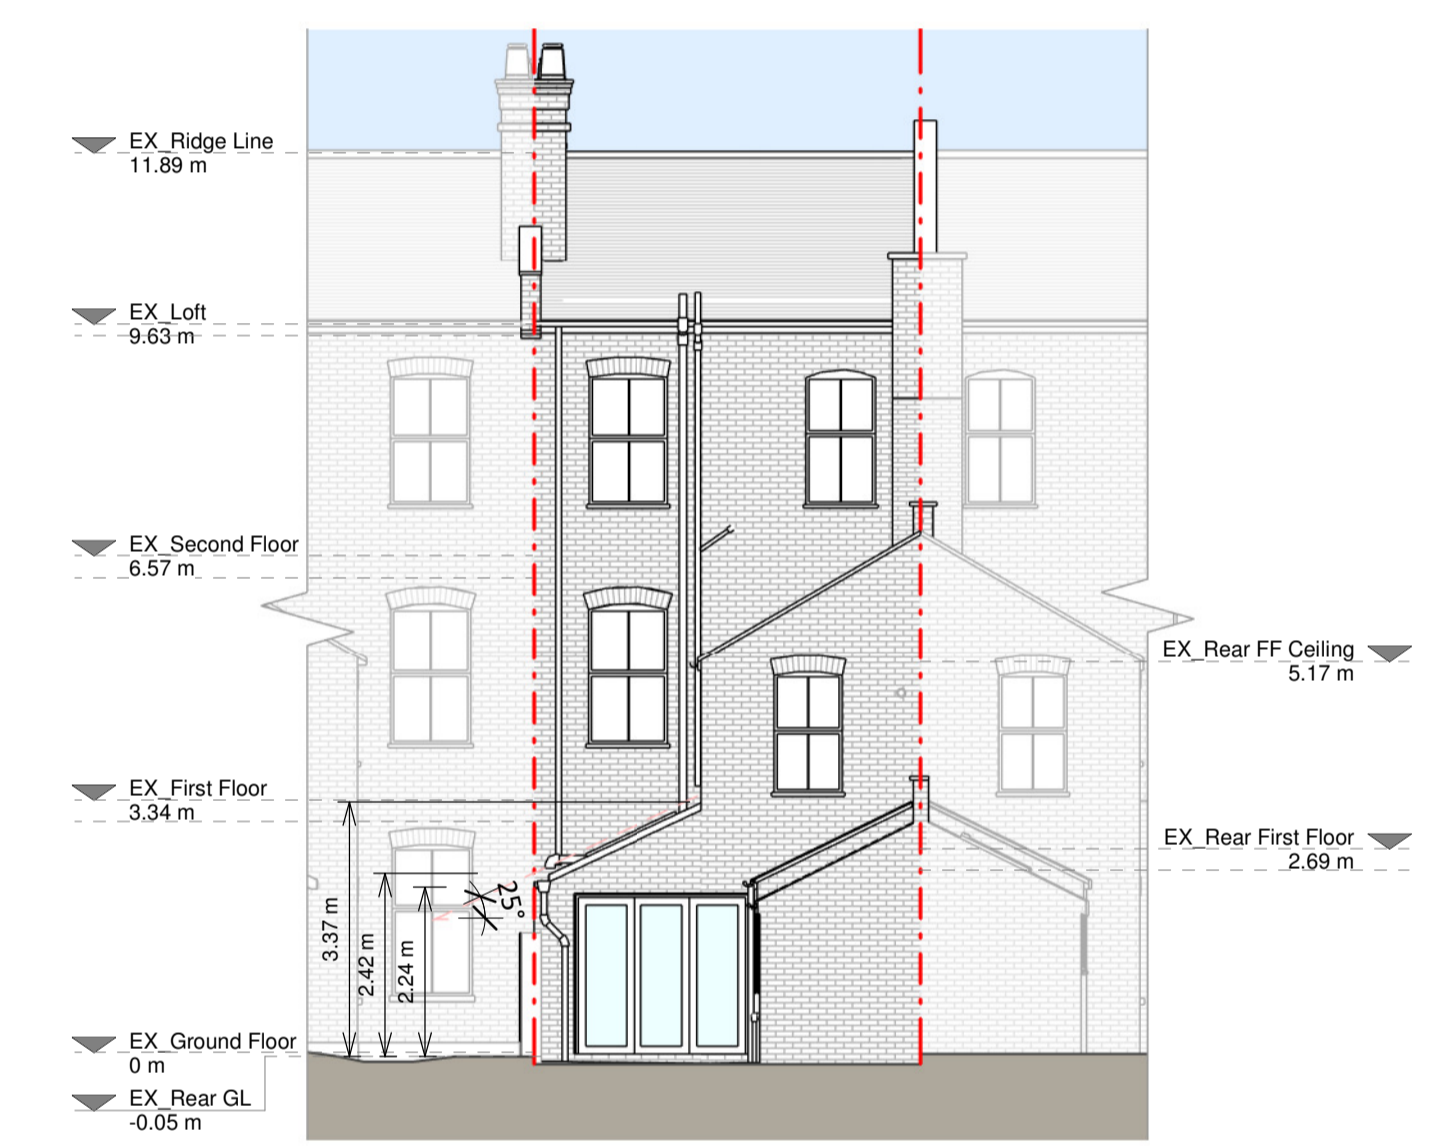 EX_Ridge Line
11.89 m
EX_Loft
9.63 m
EX_Second Floor
6.57 m
EX_Rear FF Ceiling
5.17 m
EX_First Floor
3.34 m
EX_Rear First Floor
2.69 m
25°
3.37 m
2.42 m
2.24 m
EX_Ground Floor
0 m
EX_Rear GL
-0.05 m